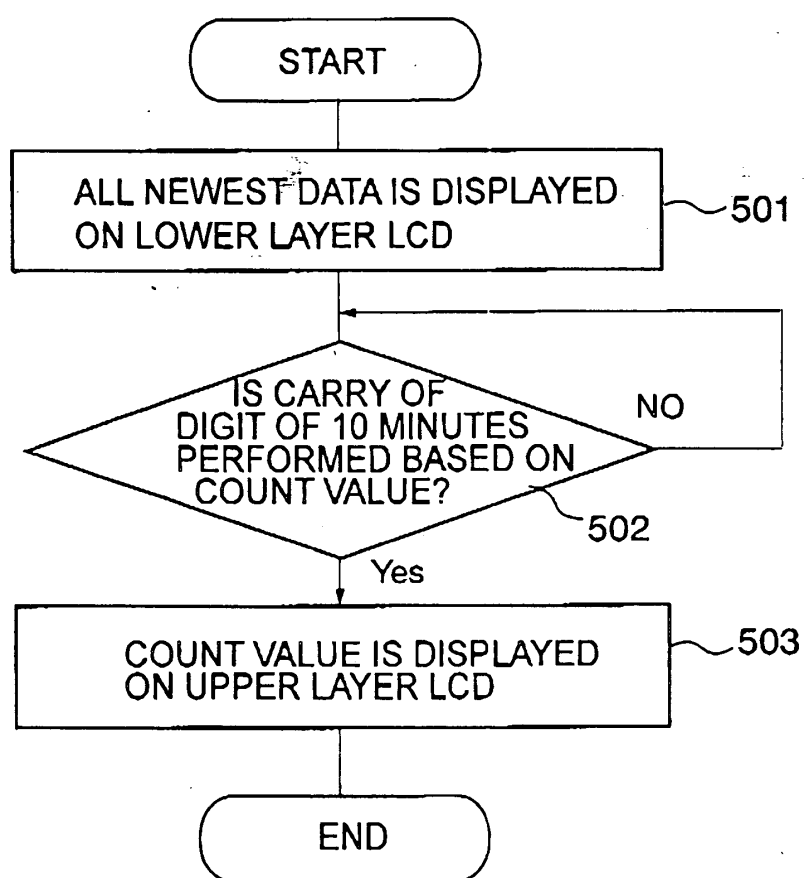 START
ALL NEWEST DATA IS DISPLAYED
ON LOWER LAYER LCD
501
IS CARRY OF
DIGIT OF 10 MINUTES
PERFORMED BASED ON
COUNT VALUE?
NO
502
Yes
COUNT VALUE IS DISPLAYED
ON UPPER LAYER LCD
503
END